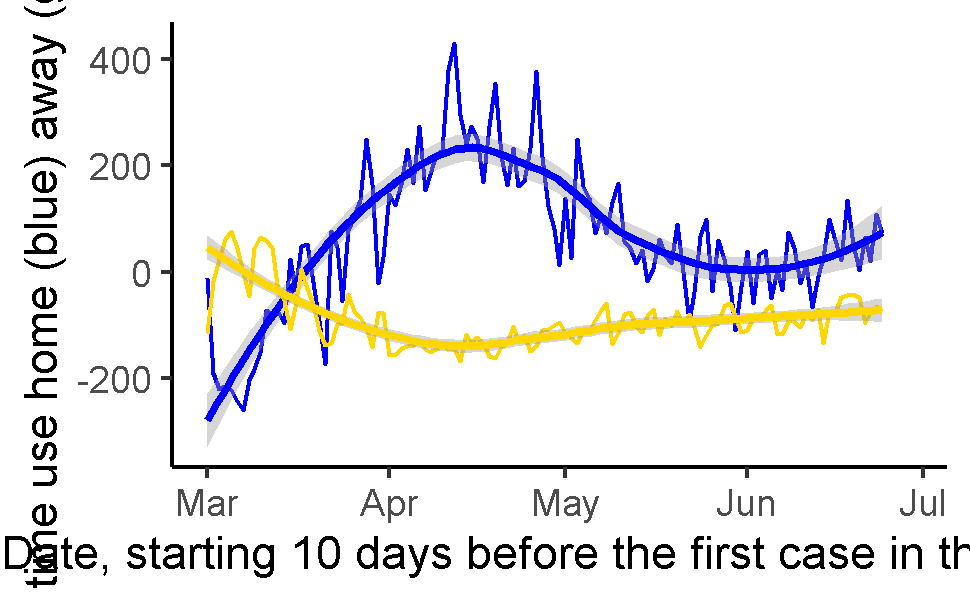 time use home (blue) away (
400
200
0
-200
Mar Apr May Jun Jul
Date, starting 10 days before the first case in th